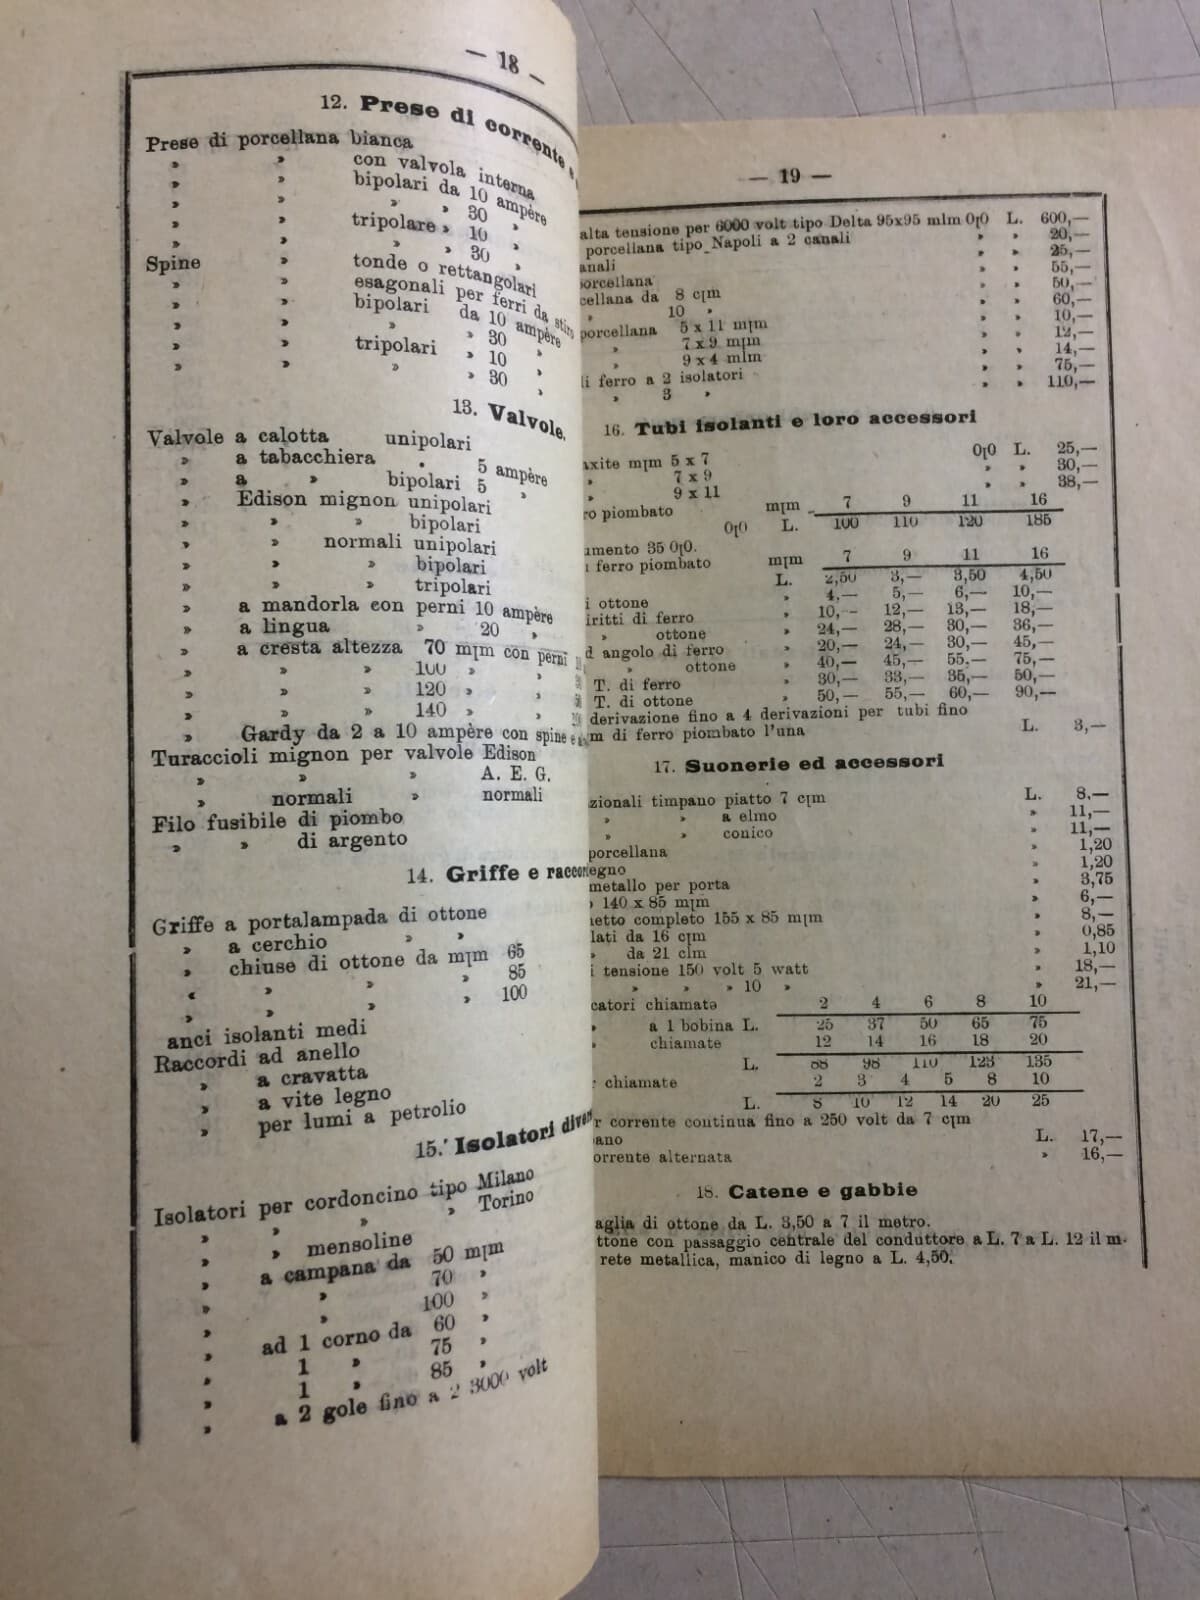 — 18 —
12. Prese di corrente e
Prese di porcellana bianca
» » con valvola interna
» » bipolari da 10 ampère
» » » » 30 »
» » tripolare » 10 »
» » » » 30 »
Spine » tonde o rettangolari
» » esagonali per ferri da stiro
» » bipolari da 10 ampère
» » » » 30 »
» » tripolari » 10 »
» » » » 30 »
13. Valvole.
Valvole a calotta unipolari
» a tabacchiera » 5 ampère
» a » bipolari 5 »
» Edison mignon unipolari
» » » bipolari
» » normali unipolari
» » » bipolari
» » » tripolari
» a mandorla con perni 10 ampère
» a lingua » 20 »
» a cresta altezza 70 m|m con perni
» » » 100 » »
» » » 120 » »
» » » 140 » »
» Gardy da 2 a 10 ampère con spine e
Turaccioli mignon per valvole Edison
» » » A. E. G.
» normali » normali
Filo fusibile di piombo
» » di argento
14. Griffe e raccor
Griffe a portalampada di ottone
» a cerchio » »
» chiuse di ottone da m|m 65
« » » » 85
» » » » 100
anci isolanti medi
Raccordi ad anello
» a cravatta
» a vite legno
» per lumi a petrolio
15. Isolatori diver
Isolatori per cordoncino tipo Milano
» » » » Torino
» » mensoline
» a campana da 50 m|m
» » 70 »
» » 100 »
» ad 1 corno da 60 »
» 1 » 75 »
» 1 » 85 »
» a 2 gole fino a 2 3000 volt
— 19 —
alta tensione per 6000 volt tipo Delta 95x95 m|m 0|0 L. 600,—
porcellana tipo Napoli a 2 canali » » 20,—
anali » » 25,—
porcellana » » 55,—
cellana da 8 c|m » » 50,—
» 10 » » » 60,—
porcellana 5 x 11 m|m » » 10,—
» 7 x 9 m|m » » 12,—
» 9 x 4 m|m » » 14,—
di ferro a 2 isolatori » » 75,—
» 3 » » » 110,—
16. Tubi isolanti e loro accessori
xite m|m 5 x 7 0|0 L. 25,—
» 7 x 9 » » 30,—
» 9 x 11 » » 38,—
ro piombato m|m 7 9 11 16
0|0 L. 100 110 120 185
umento 35 0|0.
ferro piombato m|m 7 9 11 16
L. 2,50 3,— 3,50 4,50
i ottone » 4,— 5,— 6,— 10,—
iritti di ferro » 10,— 12,— 13,— 18,—
» ottone » 24,— 28,— 30,— 36,—
d angolo di ferro » 20,— 24,— 30,— 45,—
» ottone » 40,— 45,— 55.— 75,—
T. di ferro » 30,— 33,— 35,— 50,—
T. di ottone » 50,— 55,— 60,— 90,—
derivazione fino a 4 derivazioni per tubi fino
m di ferro piombato l'una L. 3,—
17. Suonerie ed accessori
zionali timpano piatto 7 c|m L. 8.—
» » a elmo » 11,—
» » conico » 11,—
porcellana » 1,20
legno » 1,20
metallo per porta » 3,75
140 x 85 m|m » 6,—
netto completo 155 x 85 m|m » 8,—
lati da 16 c|m » 0,85
» da 21 c|m » 1,10
i tensione 150 volt 5 watt » 18,—
» » » 10 » » 21,—
catori chiamate 2 4 6 8 10
» a 1 bobina L. 25 37 50 65 75
» chiamate 12 14 16 18 20
L. 88 98 110 123 135
r chiamate 2 3 4 5 8 10
L. 8 10 12 14 20 25
r corrente continua fino a 250 volt da 7 c|m
pano L. 17,—
orrente alternata » 16,—
18. Catene e gabbie
aglia di ottone da L. 3,50 a 7 il metro.
ttone con passaggio centrale del conduttore a L. 7 a L. 12 il m.
rete metallica, manico di legno a L. 4,50.